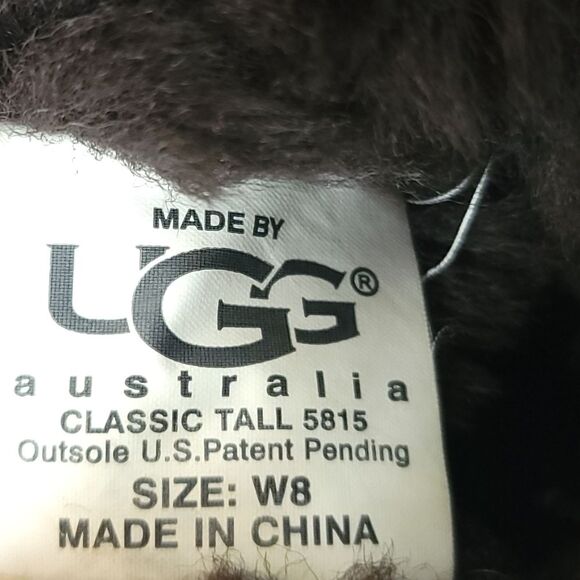 MADE BY
UGG®
australia
CLASSIC TALL 5815
Outsole U.S.Patent Pending
SIZE: W8
MADE IN CHINA